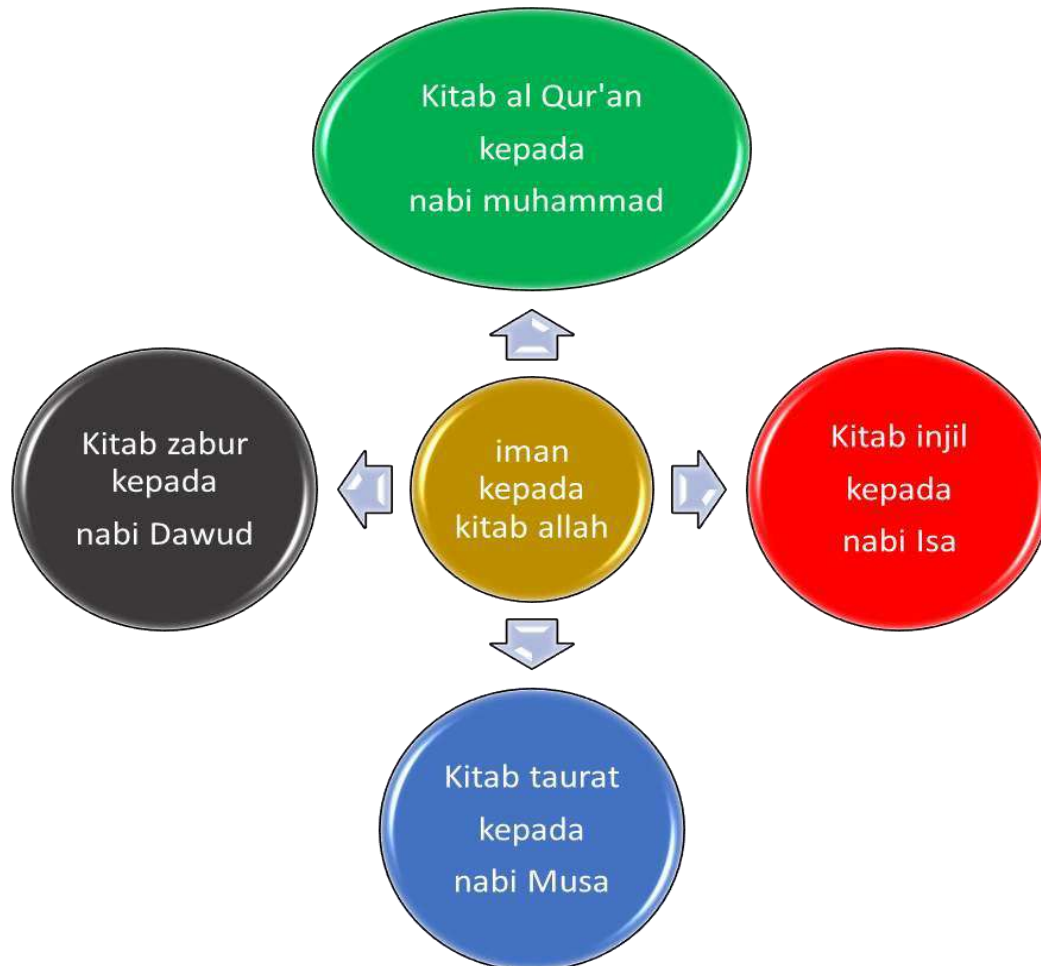 Kitab al Qur'an
kepada
nabi muhammad
Kitab zabur
kepada
nabi Dawud
iman
kepada
kitab allah
Kitab injil
kepada
nabi Isa
Kitab taurat
kepada
nabi Musa